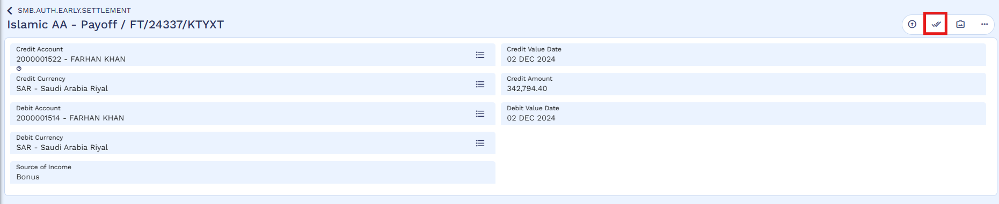 SMB.AUTH.EARLY.SETTLEMENT
Islamic AA - Payoff / FT/24337/KTYXT
Credit Account
2000001522 - FARHAN KHAN
Credit Value Date
02 DEC 2024
Credit Currency
SAR - Saudi Arabia Riyal
Credit Amount
342,794.40
Debit Account
2000001514 - FARHAN KHAN
Debit Value Date
02 DEC 2024
Debit Currency
SAR - Saudi Arabia Riyal
Source of Income
Bonus